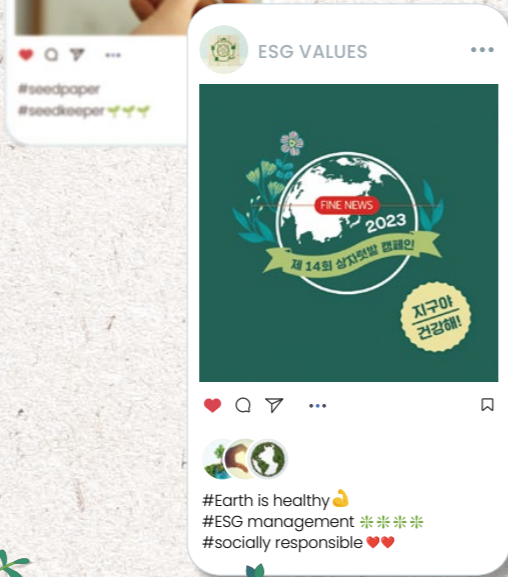 #seedpaper
#seedkeeper🌱🌱🌱
ESG VALUES
FINE NEWS
2023
제 14회 상자텃밭 캠페인
지구야
건강해!
#Earth is healthy💪
#ESG management ❇️❇️❇️❇️
#socially responsible❤️❤️